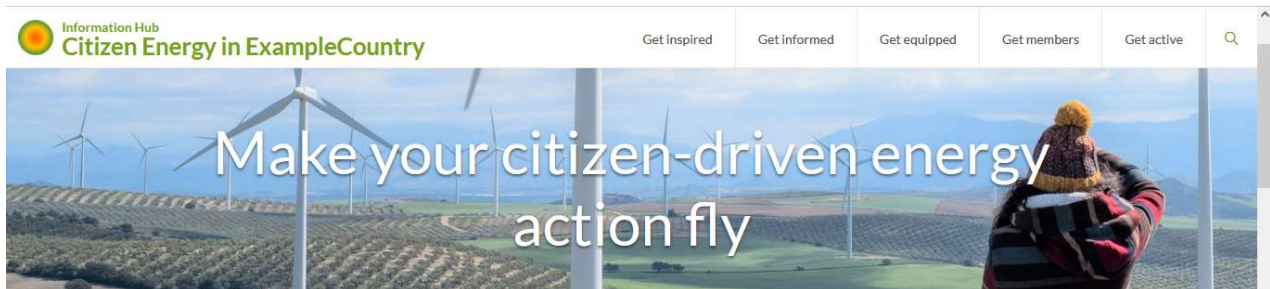 Information Hub
Citizen Energy in ExampleCountry
Get inspired
Get informed
Get equipped
Get members
Get active
Make your citizen-driven energy
action fly